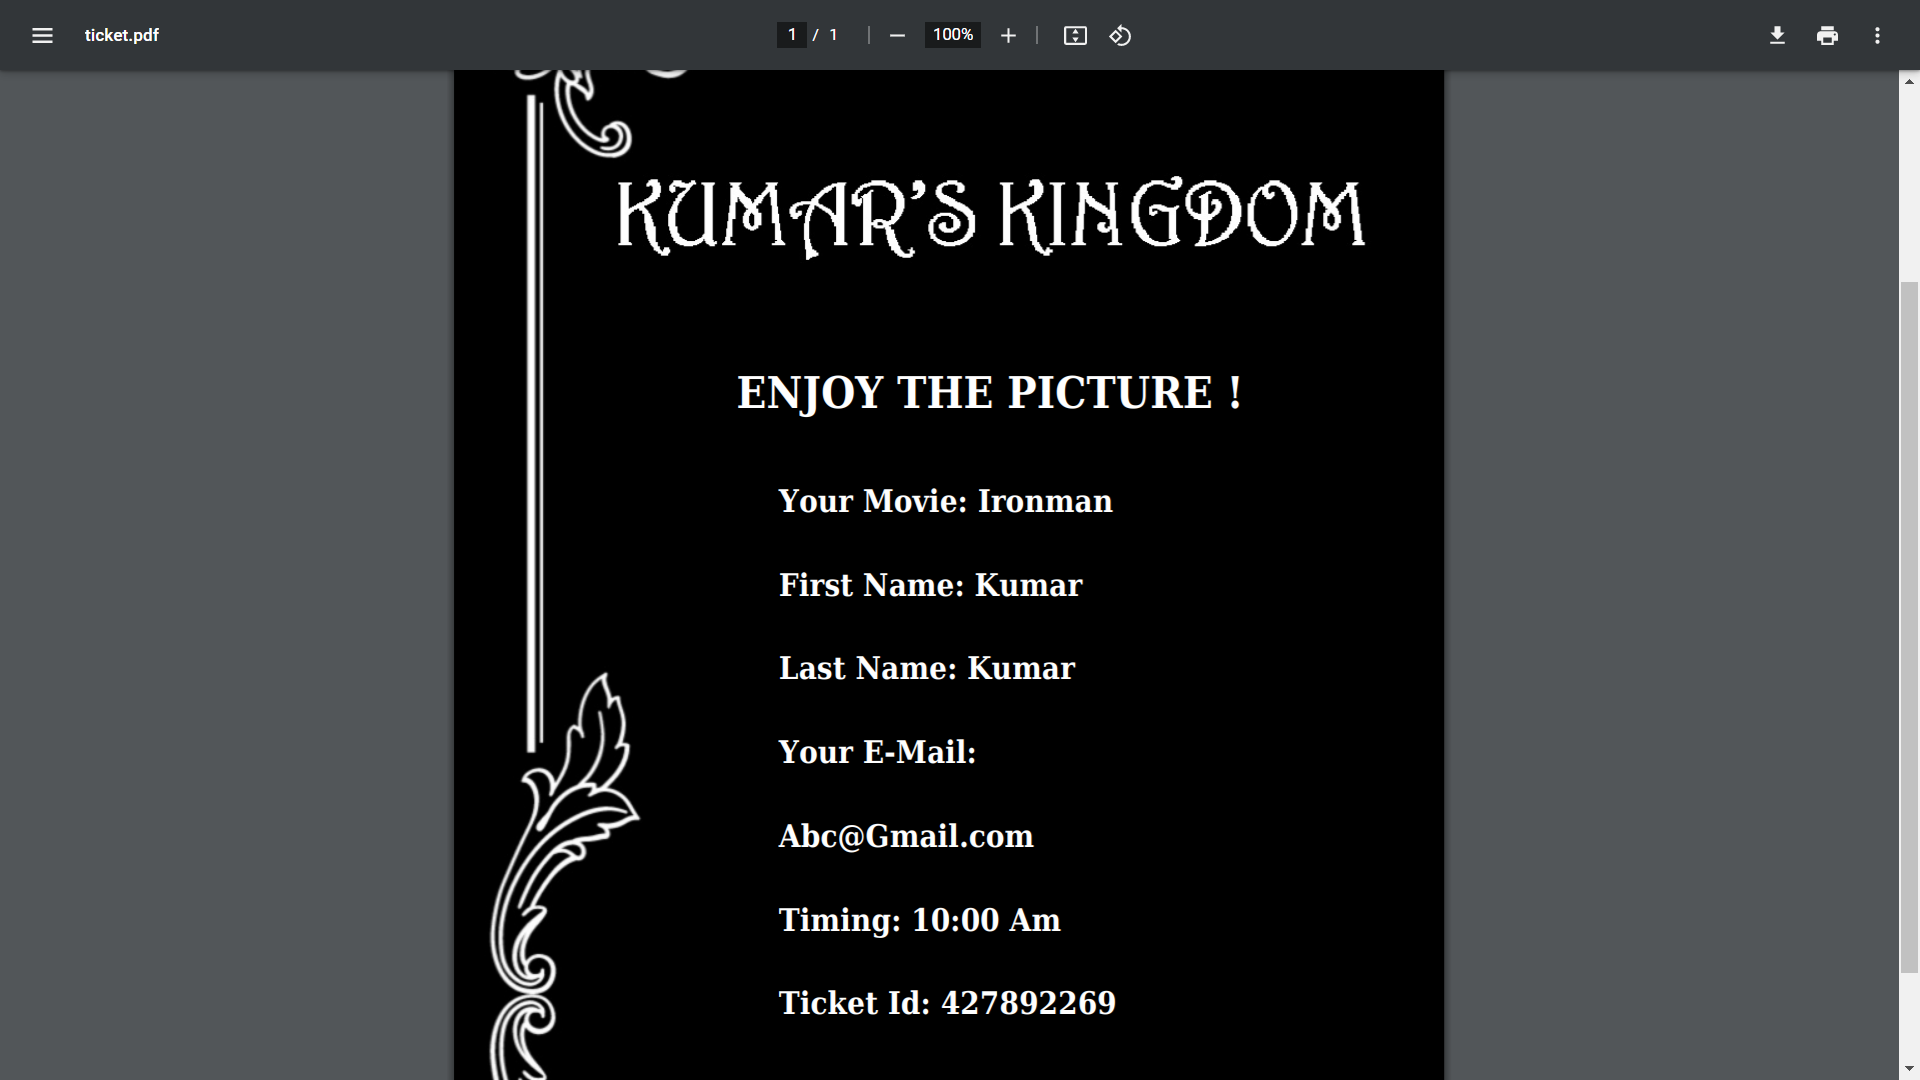 ticket.pdf
1 / 1
100%
KUMAR'S KINGDOM
ENJOY THE PICTURE !
Your Movie: Ironman
First Name: Kumar
Last Name: Kumar
Your E-Mail:
Abc@Gmail.com
Timing: 10:00 Am
Ticket Id: 427892269